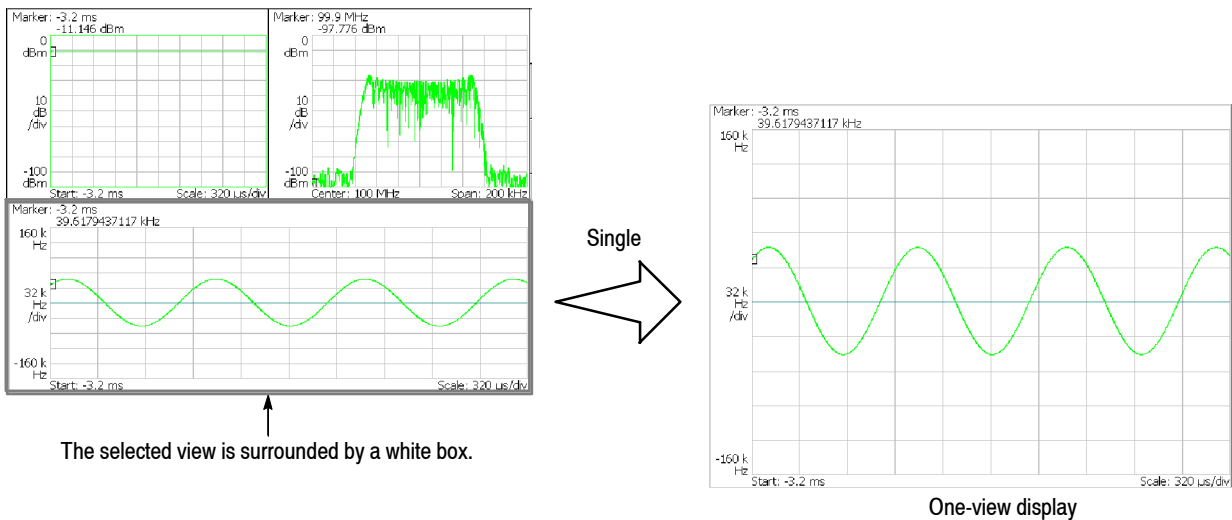 Marker: -3.2 ms
-11.146 dBm
0
dBm
10
dB
/div
-100
dBm
Start: -3.2 ms Scale: 320 µs/div
Marker: 99.9 MHz
-97.776 dBm
0
dBm
10
dB
/div
-100
dBm
Center: 100 MHz Span: 200 kHz
Marker: -3.2 ms
39.6179437117 kHz
160 k
Hz
32 k
Hz
/div
-160 k
Hz
Start: -3.2 ms Scale: 320 µs/div
The selected view is surrounded by a white box.
Single
Marker: -3.2 ms
39.6179437117 kHz
160 k
Hz
32 k
Hz
/div
-160 k
Hz
Start: -3.2 ms Scale: 320 µs/div
One-view display